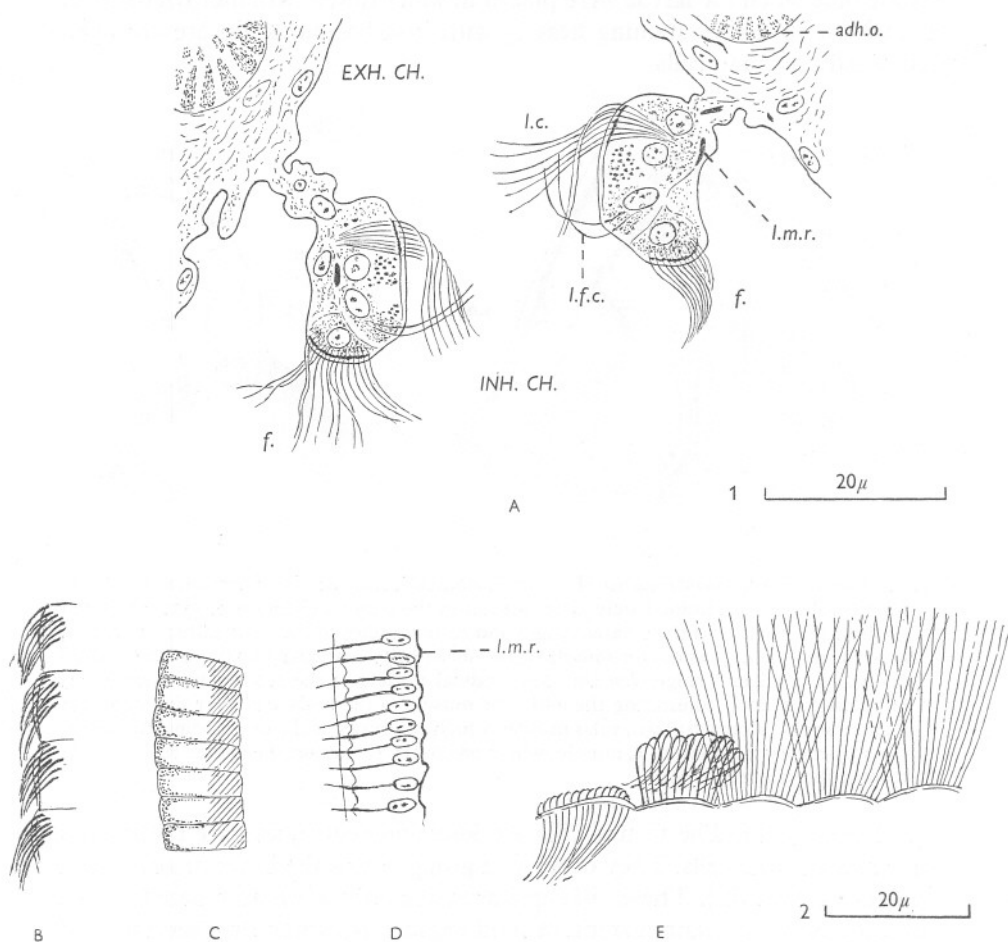 adh.o.
EXH. CH.
l.c.
l.m.r.
l.f.c.
f.
INH. CH.
f.
A
1
20μ
l.m.r.
B
C
D
E
2
20μ